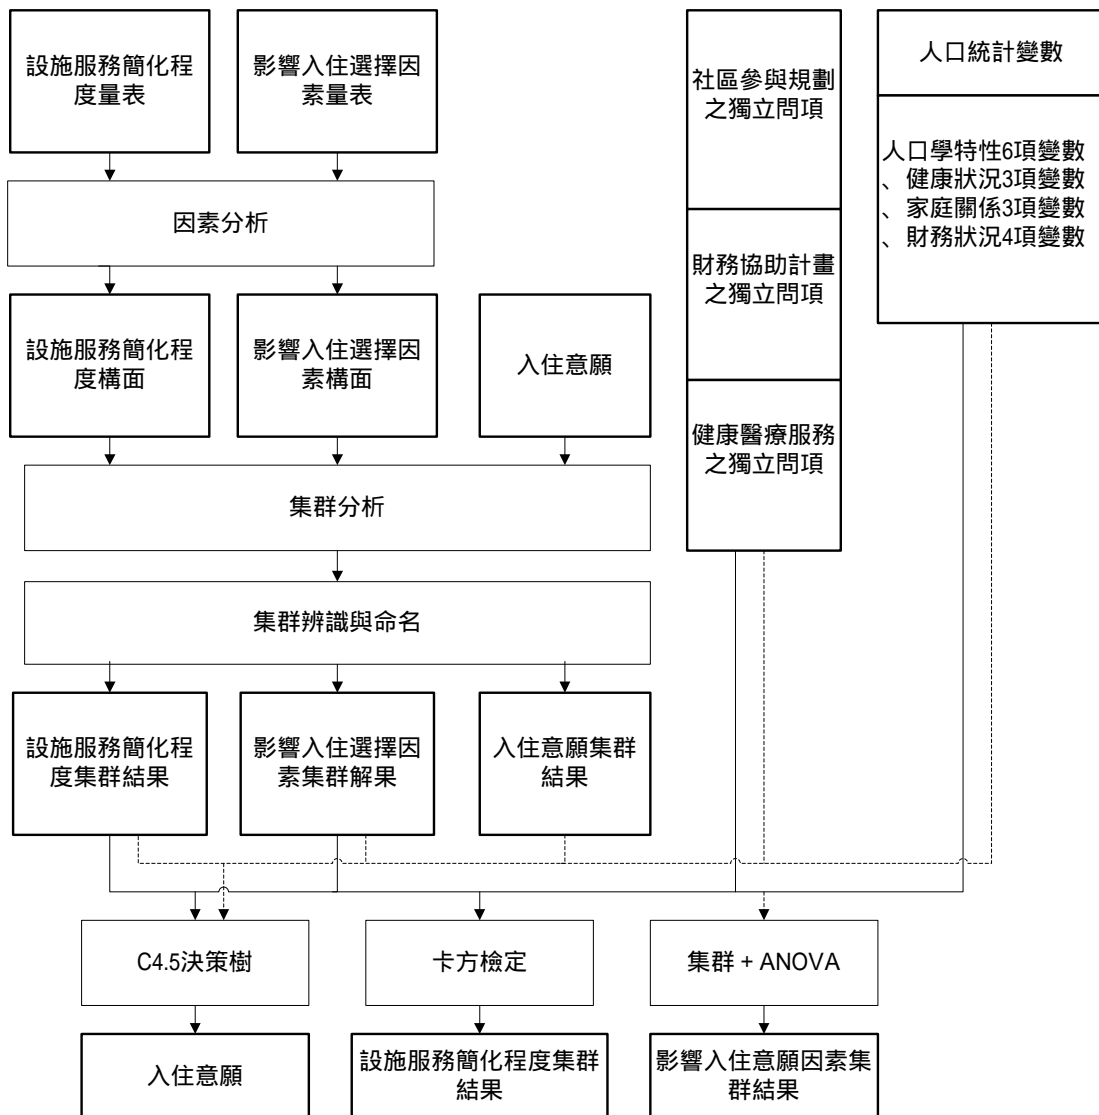 設施服務簡化程
度量表
影響入住選擇因
素量表
社區參與規劃
之獨立問項
人口統計變數
人口學特性6項變數
、健康狀況3項變數
、家庭關係3項變數
、財務狀況4項變數
因素分析
財務協助計畫
之獨立問項
設施服務簡化程
度構面
影響入住選擇因
素構面
入住意願
健康醫療服務
之獨立問項
集群分析
集群辨識與命名
設施服務簡化程
度集群結果
影響入住選擇因
素集群解果
入住意願集群
結果
C4.5決策樹
卡方檢定
集群 + ANOVA
入住意願
設施服務簡化程度集群
結果
影響入住意願因素集
群結果